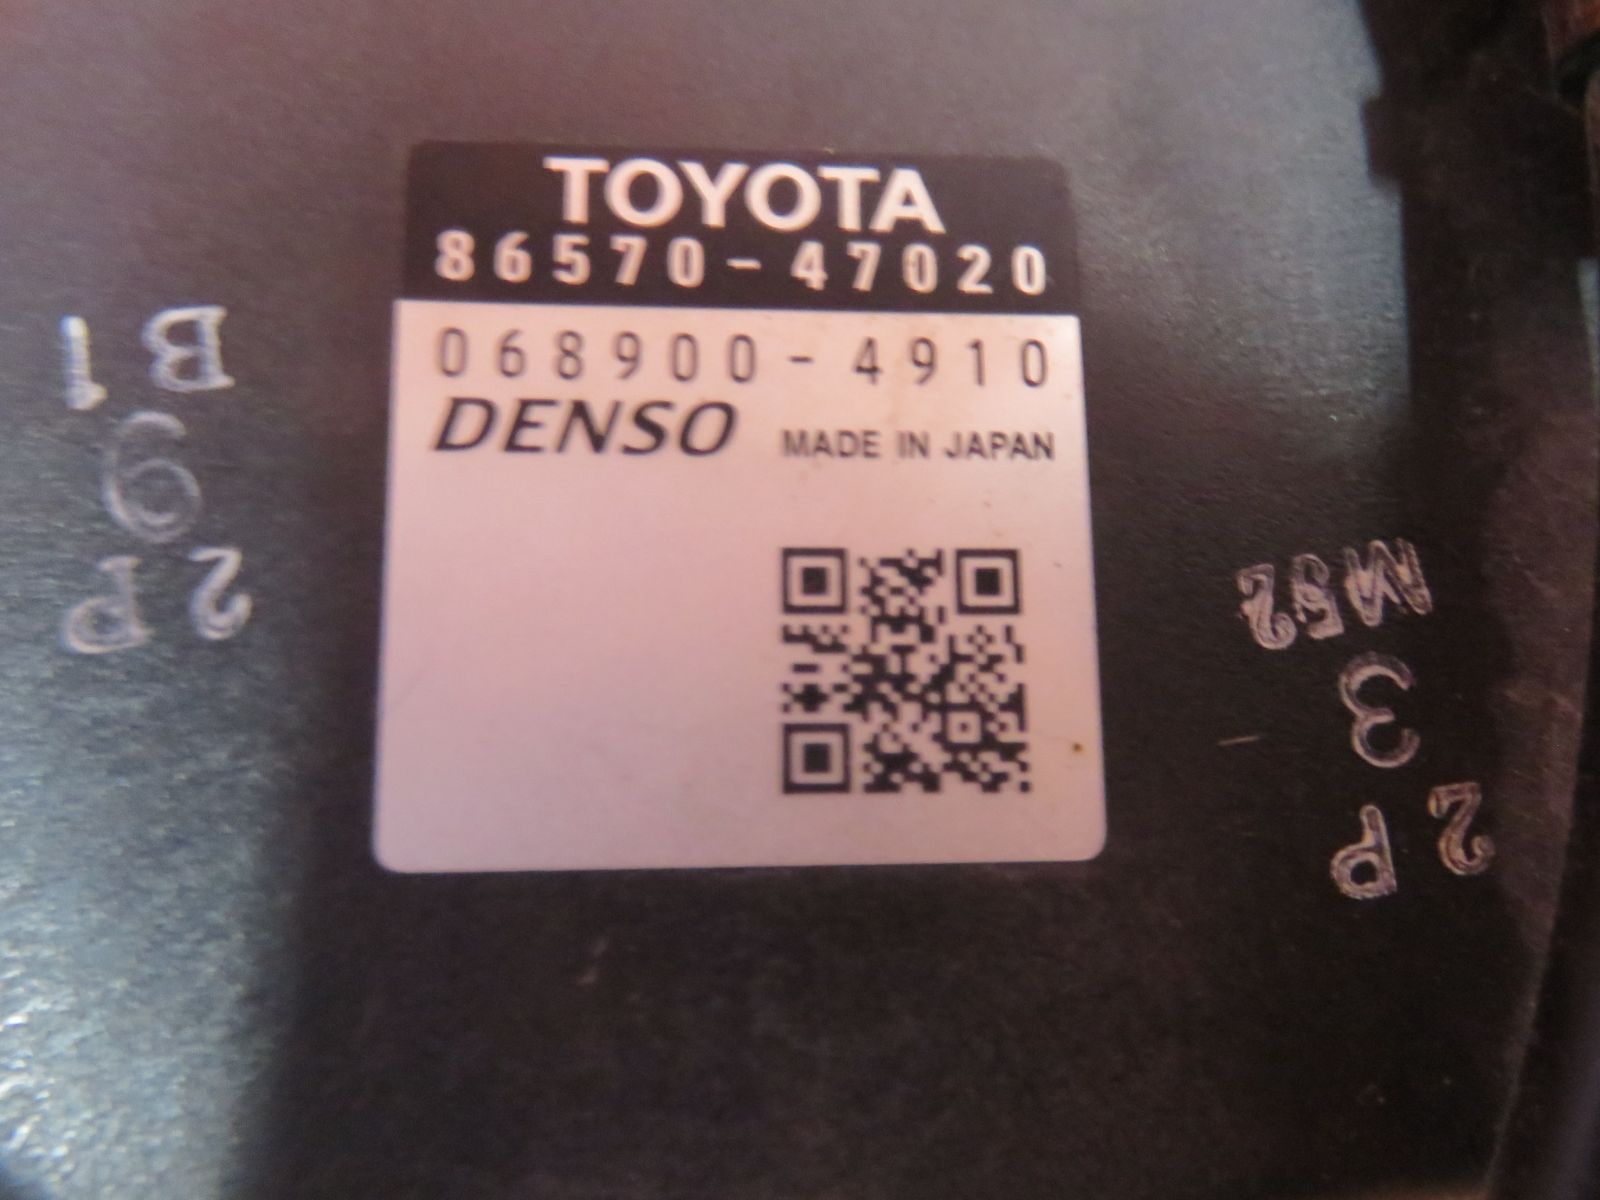 TOYOTA
86570-47020
068900-4910
DENSO MADE IN JAPAN
B1
9
2P
M52
3
2P